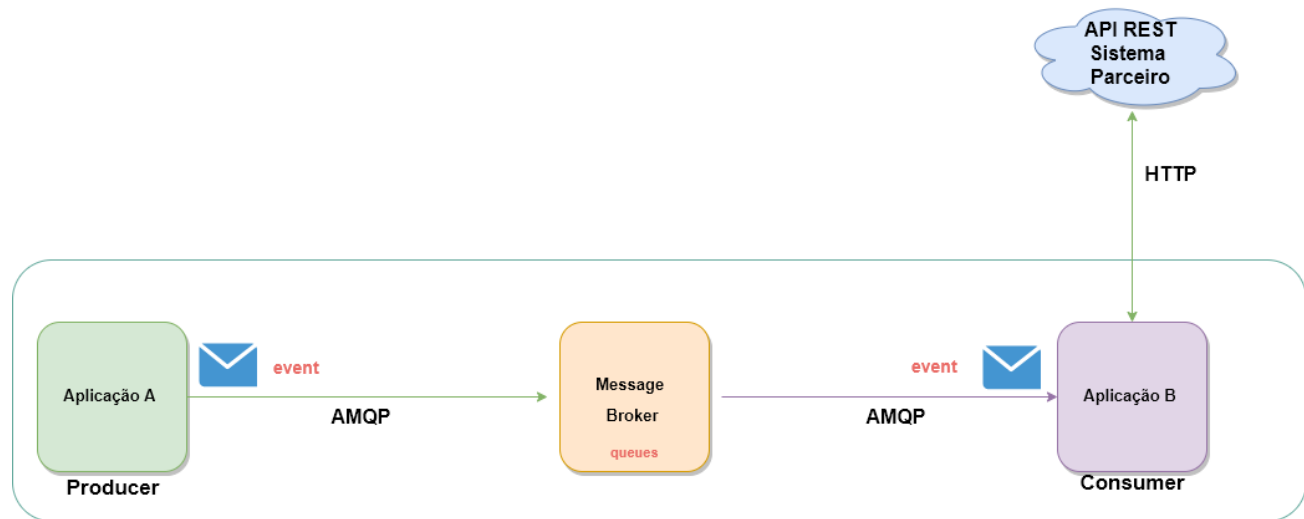 API REST
Sistema
Parceiro
HTTP
Aplicação A
event
AMQP
Producer
Message
Broker
queues
event
AMQP
Aplicação B
Consumer